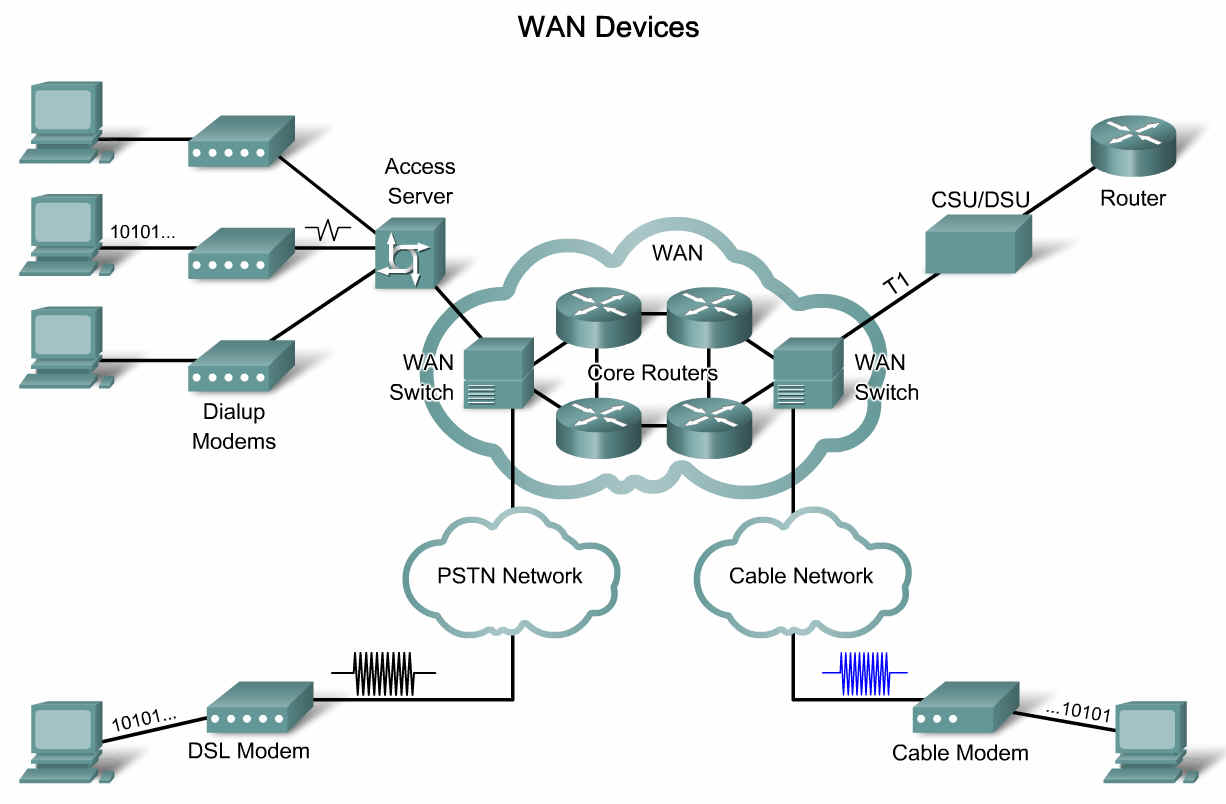 WAN Devices
Access
Server
10101...
Dialup
Modems
WAN
CSU/DSU
Router
T1
WAN
Switch
Core Routers
WAN
Switch
PSTN Network
Cable Network
10101...
DSL Modem
...10101
Cable Modem